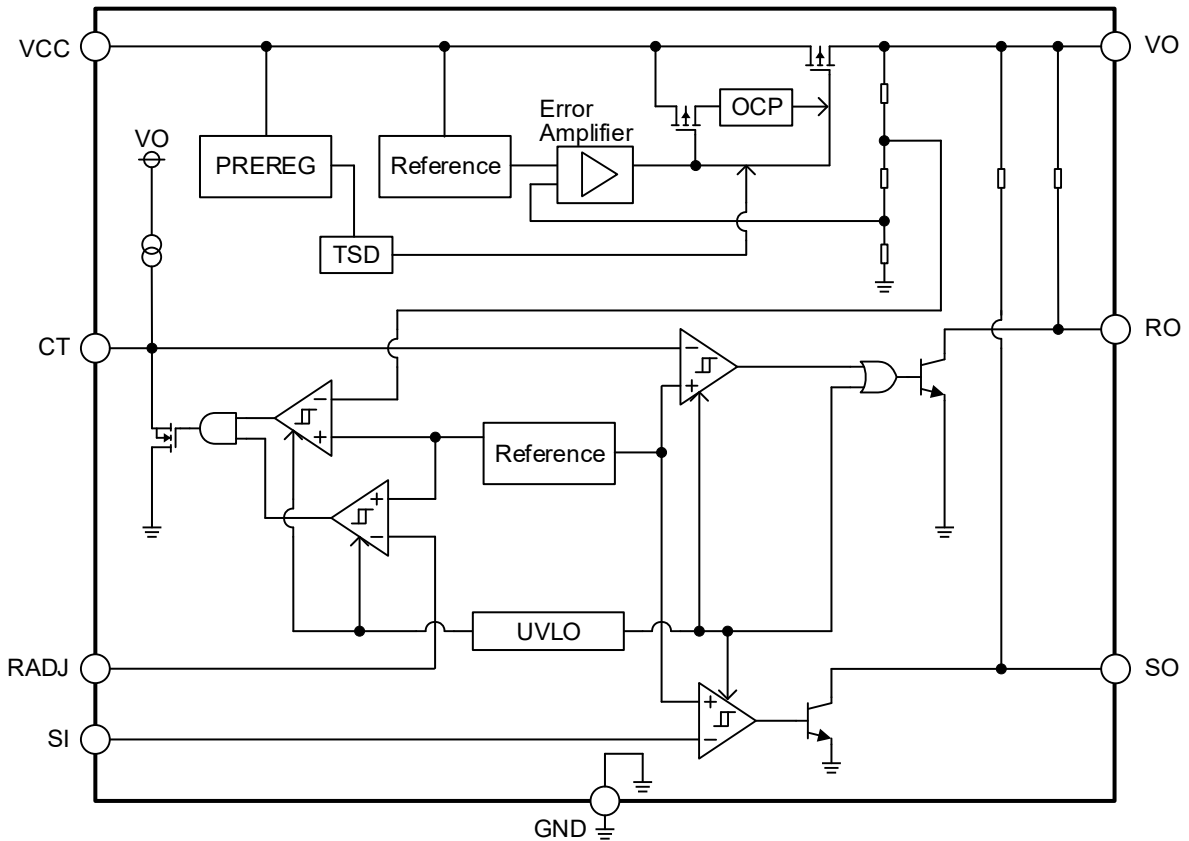 VCC
VO
VO
PREREG
Reference
Error
Amplifier
OCP
TSD
CT
RO
−
+
−
+
Reference
+
−
UVLO
RADJ
SO
+
−
SI
GND